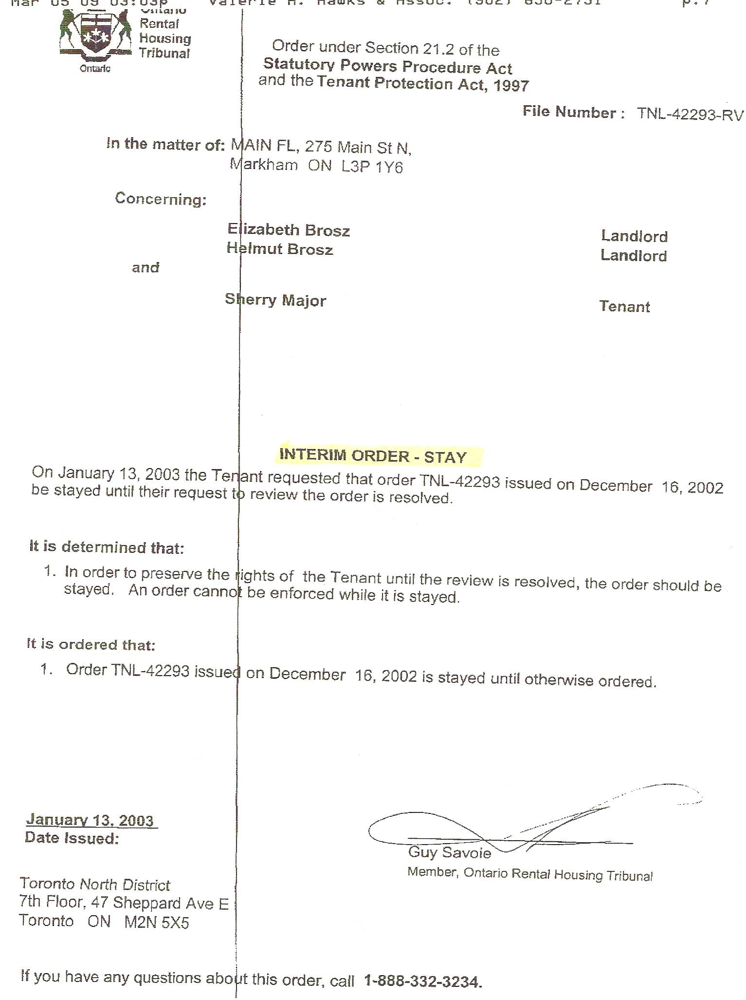 Mar 05 09 03:03p Valerie H. Hawks & Assoc. (902) p.7
Ontario
Rental
Housing
Tribunal
Ontario
Order under Section 21.2 of the
Statutory Powers Procedure Act
and the Tenant Protection Act, 1997
File Number : TNL-42293-RV
In the matter of: MAIN FL, 275 Main St N,
Markham ON L3P 1Y6
Concerning:
Elizabeth Brosz Landlord
Helmut Brosz Landlord
and
Sherry Major Tenant
INTERIM ORDER - STAY
On January 13, 2003 the Tenant requested that order TNL-42293 issued on December 16, 2002
be stayed until their request to review the order is resolved.
It is determined that:
1. In order to preserve the rights of the Tenant until the review is resolved, the order should be
stayed. An order cannot be enforced while it is stayed.
It is ordered that:
1. Order TNL-42293 issued on December 16, 2002 is stayed until otherwise ordered.
January 13, 2003
Date Issued:
Guy Savoie
Member, Ontario Rental Housing Tribunal
Toronto North District
7th Floor, 47 Sheppard Ave E
Toronto ON M2N 5X5
If you have any questions about this order, call 1-888-332-3234.